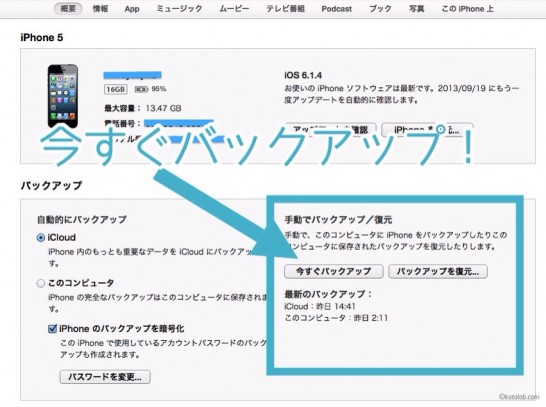 概要 情報 App ミュージック ムービー テレビ番組 Podcast ブック 写真 この iPhone 上
iPhone 5
16GB 95%
最大容量： 13.47 GB
電話番号：
iOS 6.1.4
お使いの iPhone ソフトウェアは最新です。2013/09/19 にもう一
度アップデートを自動的に確認します。
今すぐバックアップ！
バックアップ
自動的にバックアップ
iCloud
iPhone 内のもっとも重要なデータを iCloud にバックアッ
す。
このコンピュータ
iPhone の完全なバックアップはこのコンピュータに保存されま
す。
iPhone のバックアップを暗号化
この iPhone で使用しているアカウントパスワードのバック
アップも作成されます。
パスワードを変更...
手動でバックアップ／復元
手動で、このコンピュータに iPhone をバックアップしたりこの
コンピュータに保存されたバックアップを復元したりします。
今すぐバックアップ バックアップを復元...
最新のバックアップ：
iCloud：昨日 14:41
このコンピュータ：昨日 2:11
©kotalab.com